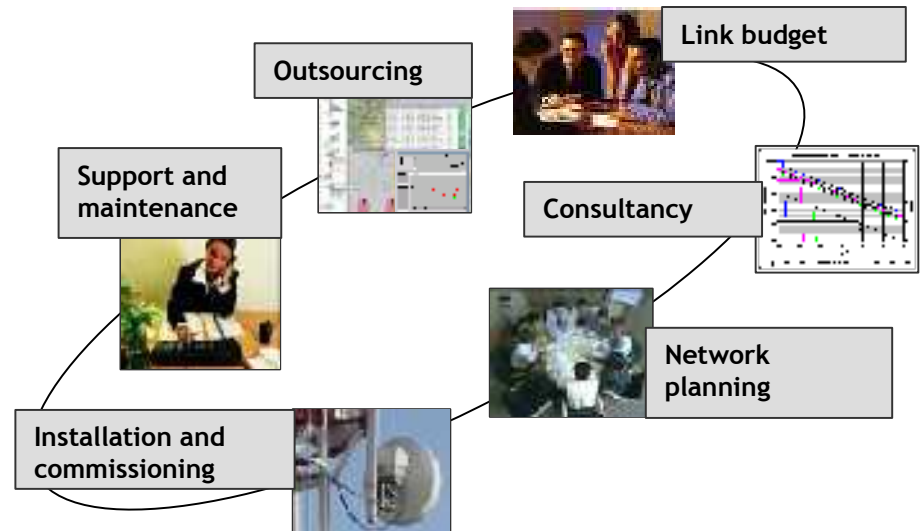 Link budget
Outsourcing
Support and
maintenance
Consultancy
Network
planning
Installation and
commissioning